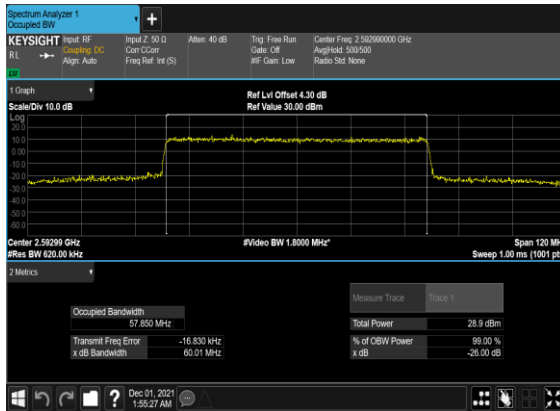 Spectrum Analyzer 1
Occupied BW
+
KEYSIGHT Input: RF Input Z: 50 Ω Atten: 40 dB Trig: Free Run Center Freq: 2.592990000 GHz
RL Coupling: DC Corr CCorr Gate: Off Avg|Hold: 500/500
Align: Auto Freq Ref: Int (S) #IF Gain: Low Radio Std: None
LW
1 Graph
Ref Lvl Offset 4.30 dB
Scale/Div 10.0 dB Ref Value 30.00 dBm
Log
20.0
10.0
0.00
-10.0
-20.0
-30.0
-40.0
-50.0
-60.0
Center 2.59299 GHz #Video BW 1.8000 MHz* Span 120 MH
#Res BW 620.00 kHz Sweep 1.00 ms (1001 pt
2 Metrics
Measure Trace Trace 1
Occupied Bandwidth
57.850 MHz Total Power 28.9 dBm
Transmit Freq Error -16.830 kHz % of OBW Power 99.00 %
x dB Bandwidth 60.01 MHz x dB -26.00 dB
? Dec 01, 2021
1:55:27 AM